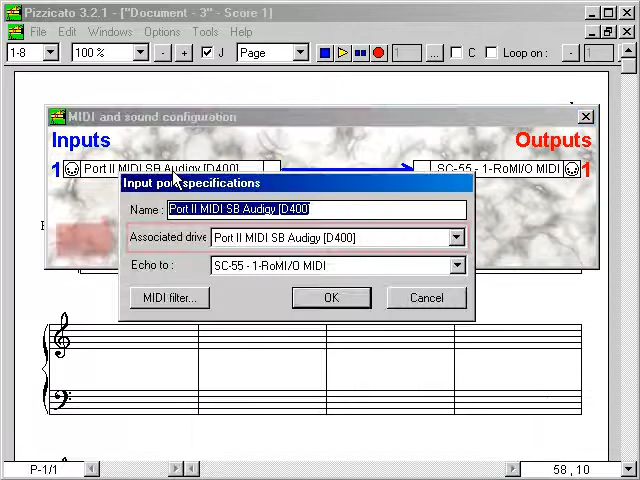 Pizzicato 3.2.1 - ["Document - 3" - Score 1]
File Edit Windows Options Tools Help
1-8 100 % - + J Page 1 ... C Loop on : - 1
MIDI and sound configuration
Inputs Outputs
1 Port II MIDI SB Audigy [D400] SC-55 - 1-RoMI/O MIDI 1
Input port specifications
Name : Port II MIDI SB Audigy [D400]
Associated drive Port II MIDI SB Audigy [D400]
Echo to : SC-55 - 1-RoMI/O MIDI
MIDI filter... OK Cancel
P-1/1 58 , 10